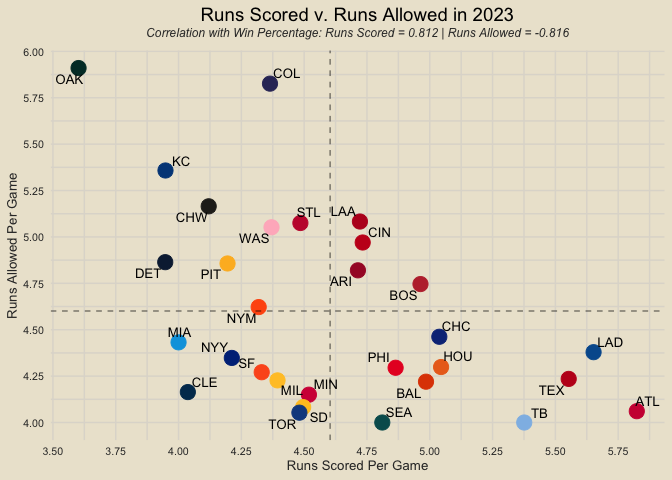 Runs Scored v. Runs Allowed in 2023
Correlation with Win Percentage: Runs Scored = 0.812 | Runs Allowed = -0.816
6.00
OAK
COL
5.75
5.50
KC
5.25
CHW
STL
LAA
WAS
CIN
5.00
DET
PIT
ARI
BOS
4.75
Runs Allowed Per Game
NYM
4.50
MIA
CHC
NYY
LAD
SF
PHI
HOU
4.25
CLE
MIL
MIN
BAL
TEX
ATL
TOR
SD
SEA
TB
4.00
3.50
3.75
4.00
4.25
4.50
4.75
5.00
5.25
5.50
5.75
Runs Scored Per Game